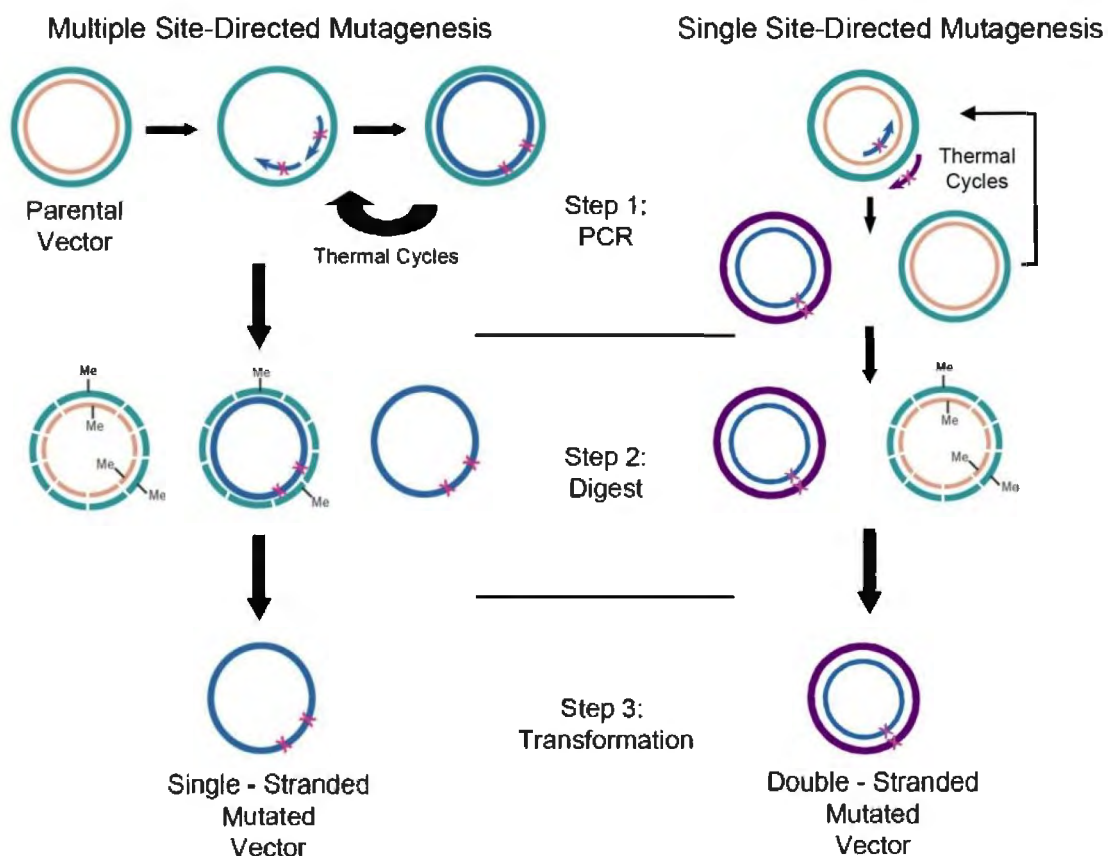 Multiple Site-Directed Mutagenesis
Single Site-Directed Mutagenesis
Parental
Vector
Thermal Cycles
Step 1:
PCR
Thermal
Cycles
Me
Me
Me
Me
Me
Me
Step 2:
Digest
Me
Me
Me
Me
Step 3:
Transformation
Single - Stranded
Mutated
Vector
Double - Stranded
Mutated
Vector